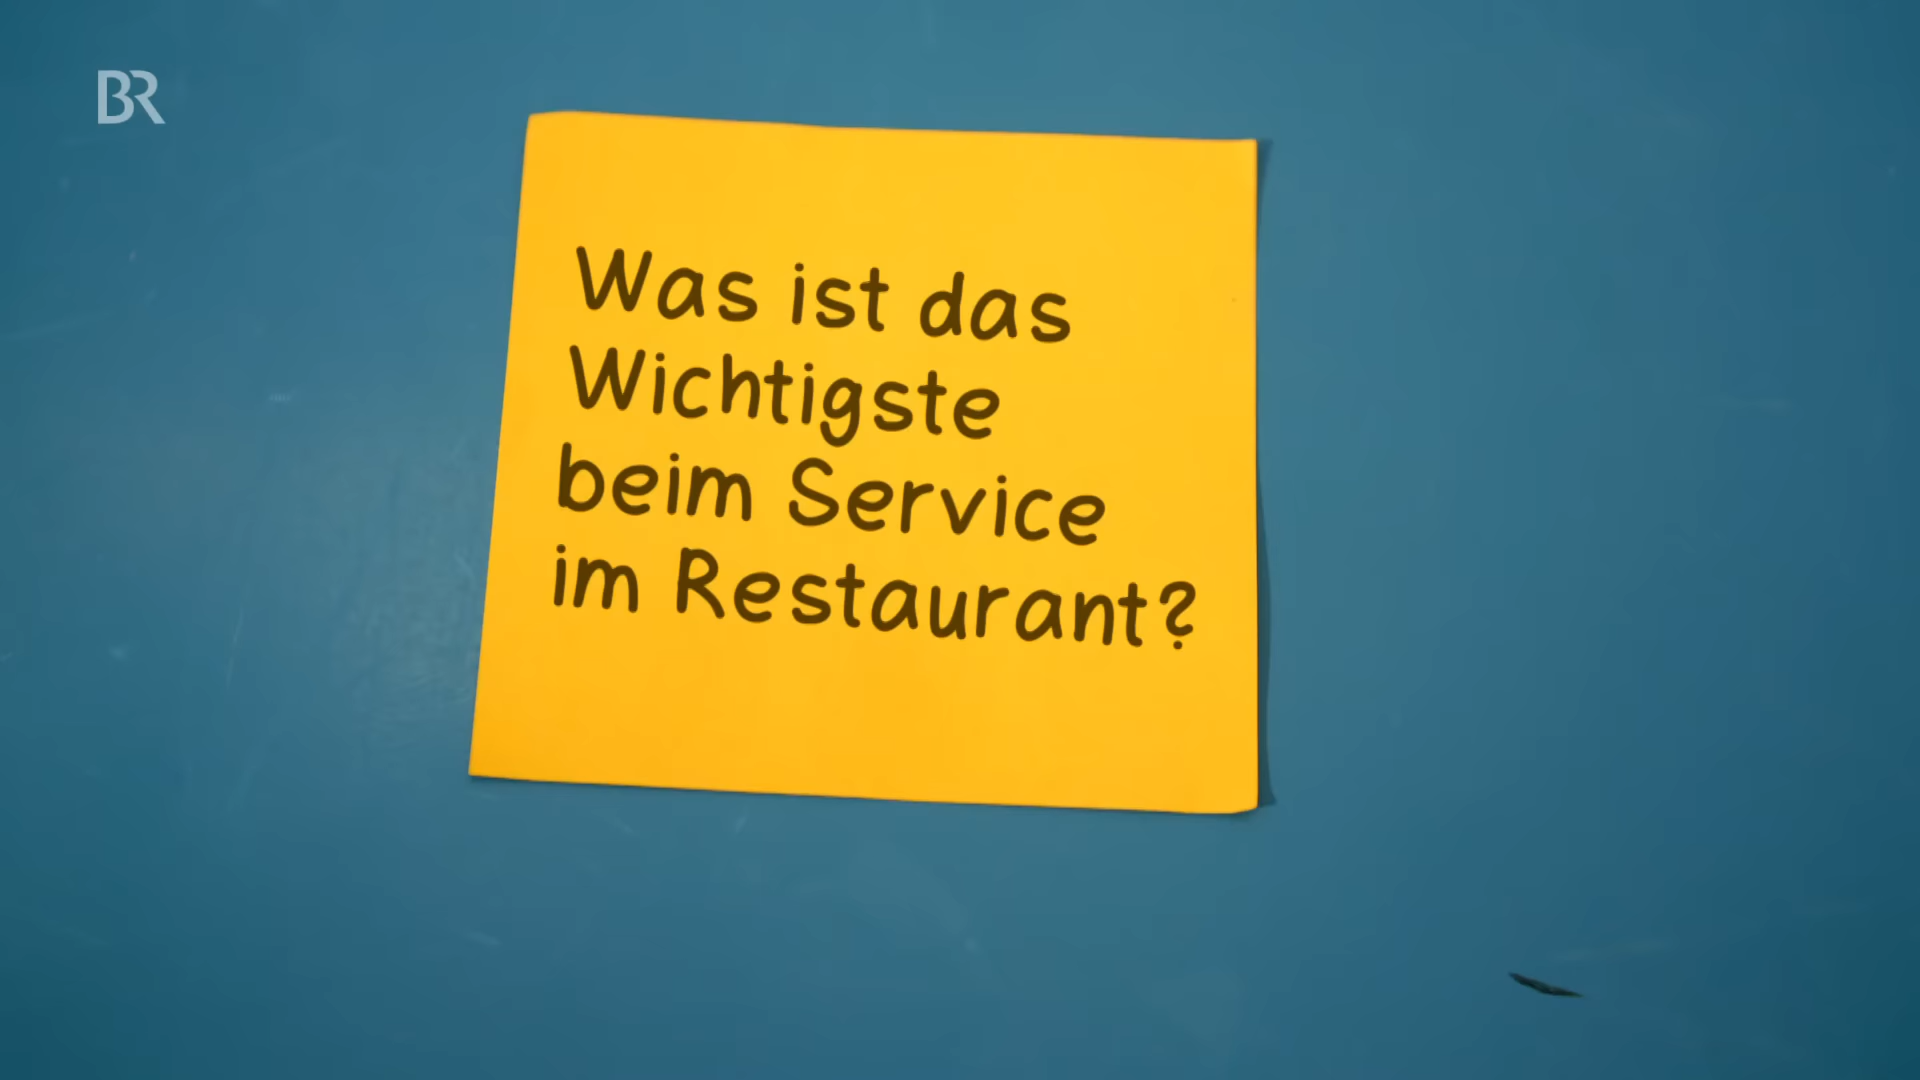 BR
Was ist das
Wichtigste
beim Service
im Restaurant?